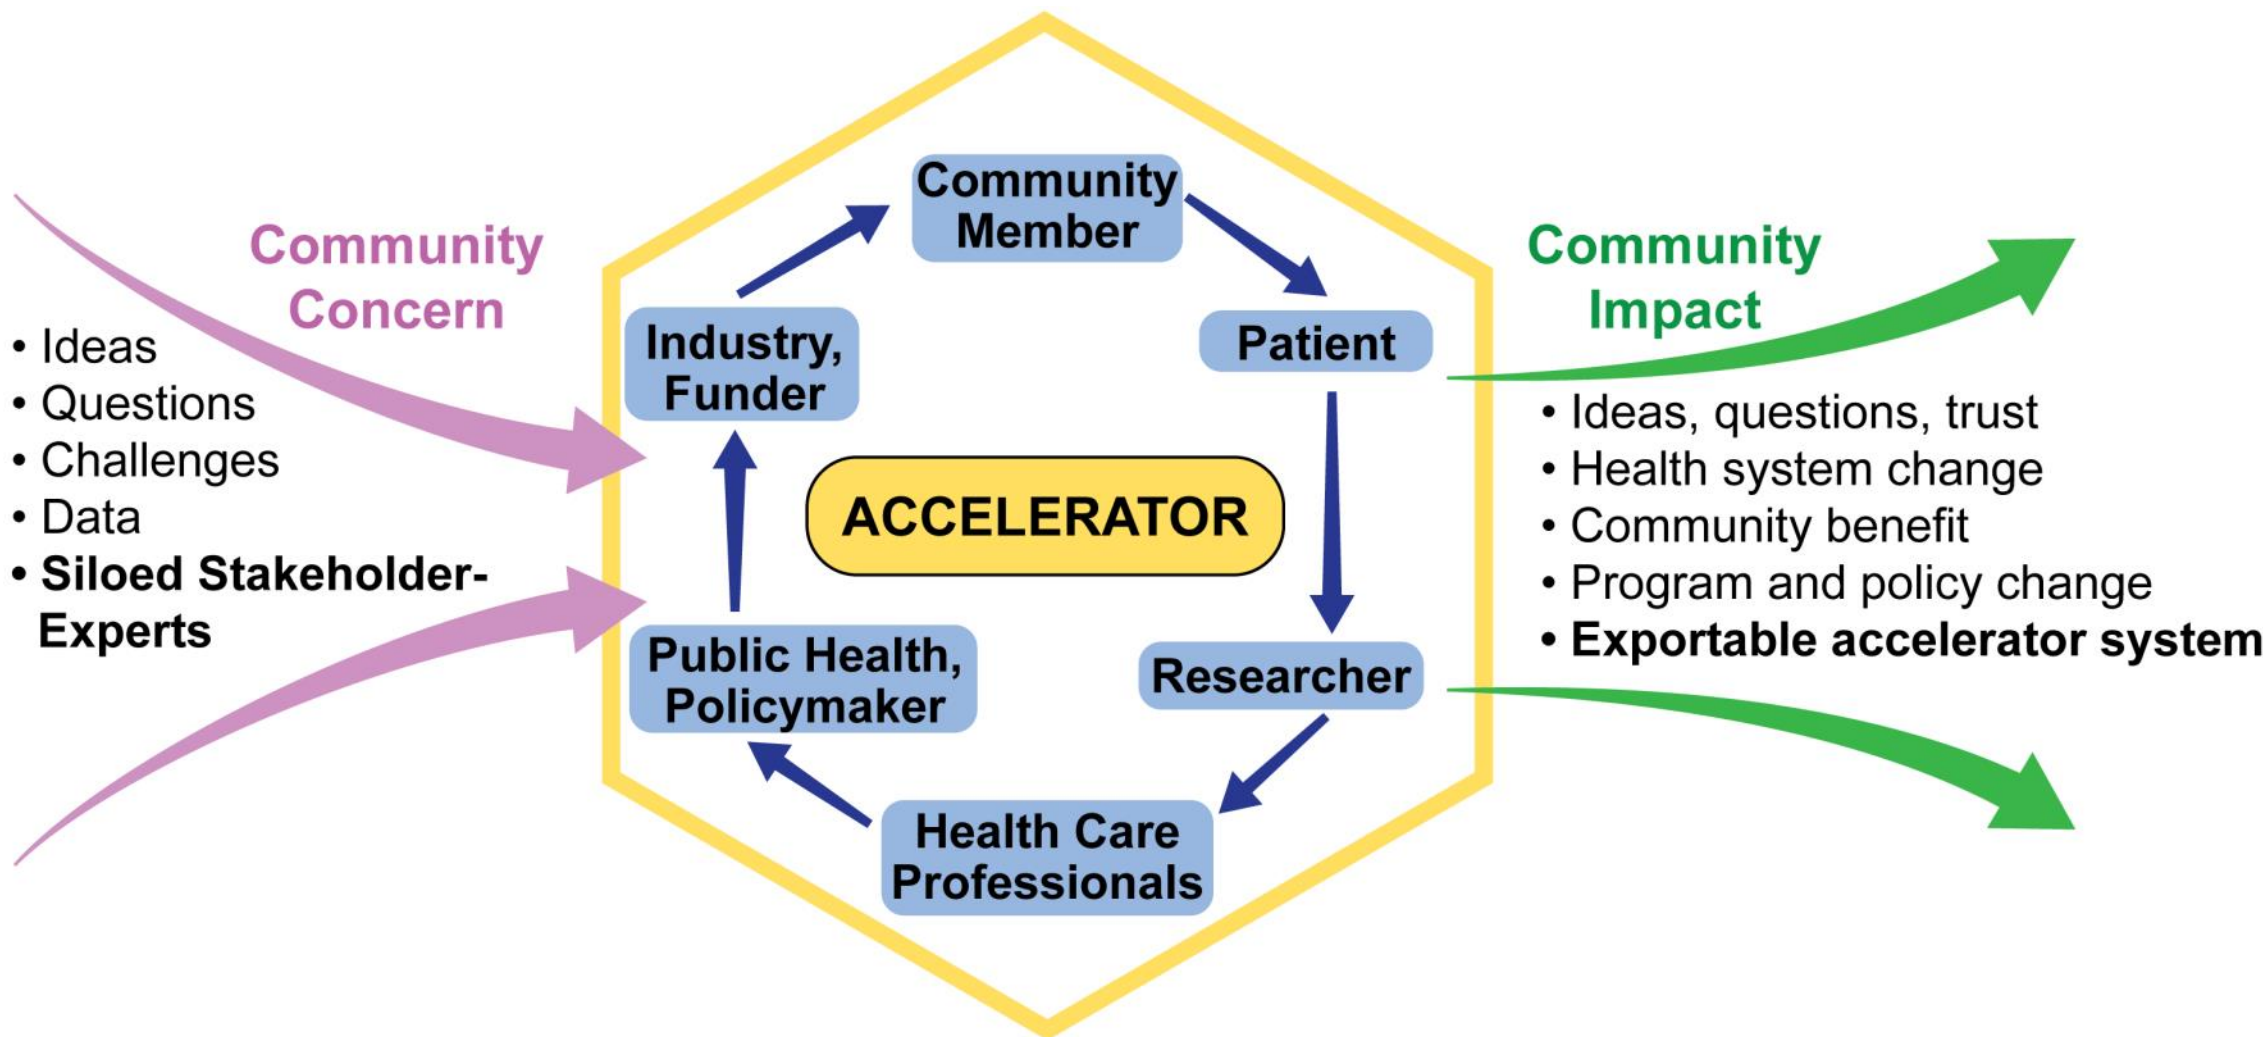 Community
Concern
• Ideas
• Questions
• Challenges
• Data
• Siloed Stakeholder-
Experts
Community
Member
Industry,
Funder
Patient
ACCELERATOR
Public Health,
Policymaker
Researcher
Health Care
Professionals
Community
Impact
• Ideas, questions, trust
• Health system change
• Community benefit
• Program and policy change
• Exportable accelerator system